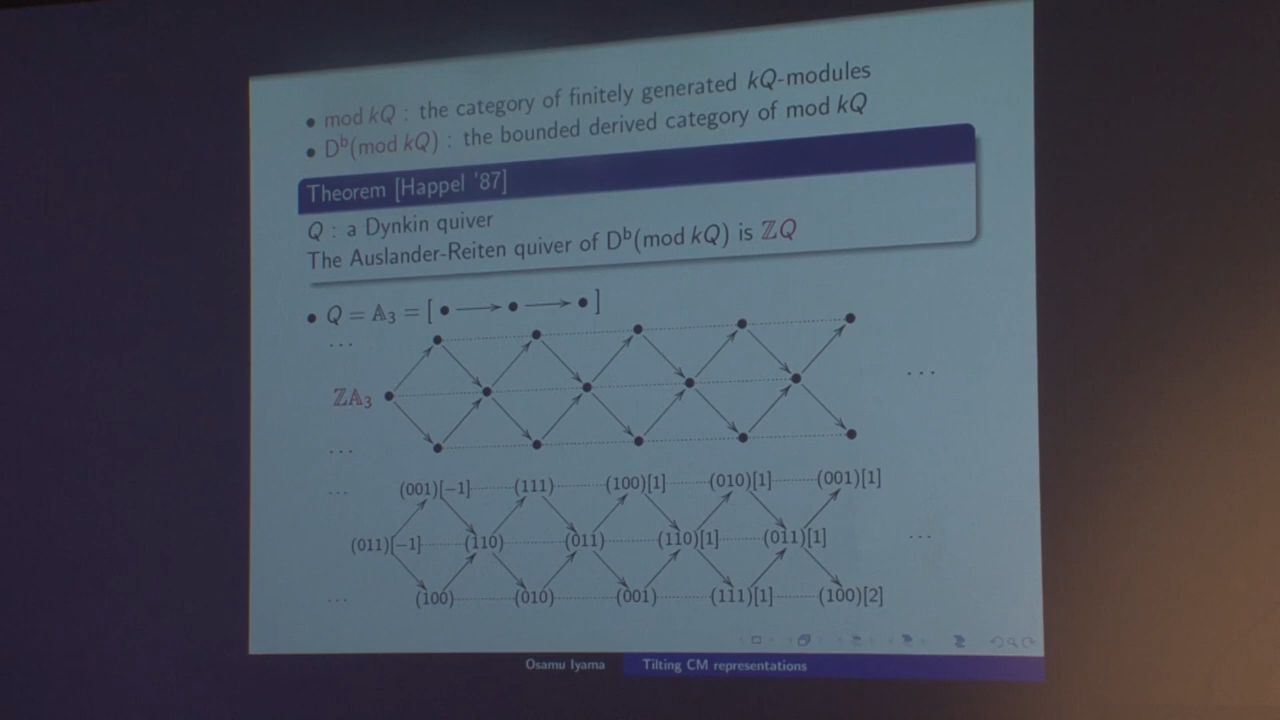 • mod kQ : the category of finitely generated kQ-modules
• Dᵇ(mod kQ) : the bounded derived category of mod kQ
Theorem [Happel '87]
Q : a Dynkin quiver
The Auslander-Reiten quiver of Dᵇ(mod kQ) is ℤQ
• Q = 𝔸₃ = [ • → • → • ]
...
ℤ𝔸₃ ...
...
... (001)[−1] (111) (100)[1] (010)[1] (001)[1]
(011)[−1] (110) (011) (110)[1] (011)[1] ...
... (100) (010) (001) (111)[1] (100)[2]
Osamu Iyama Tilting CM representations